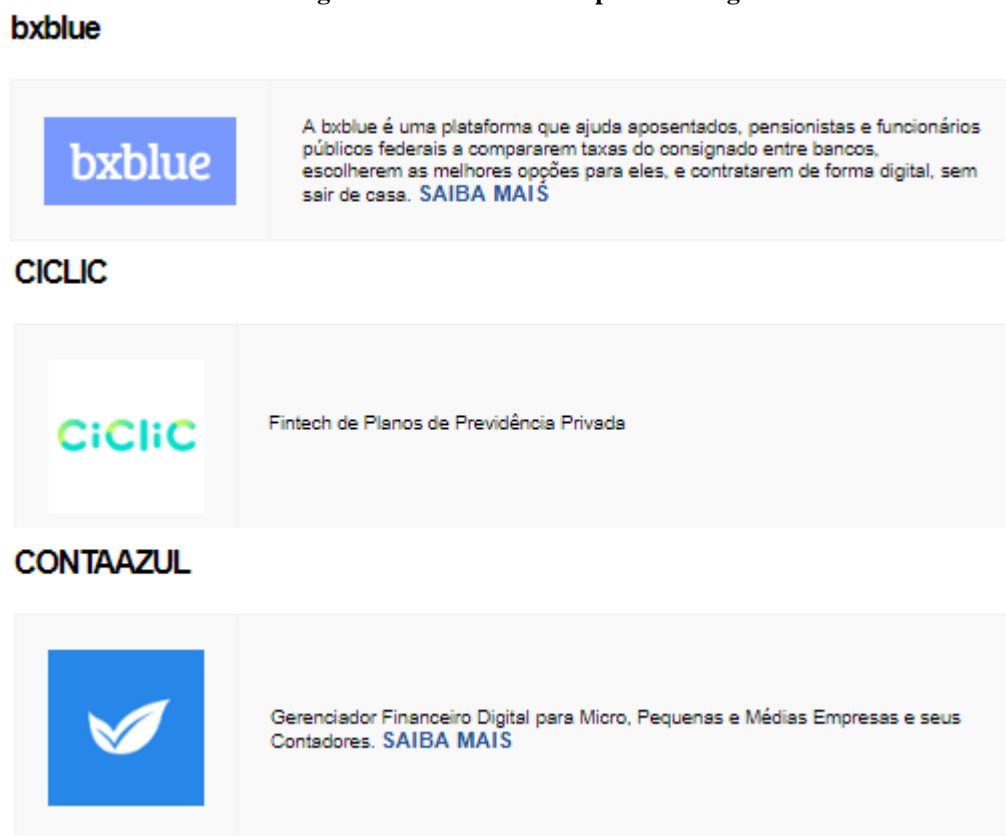 bxblue
bxblue
A bxblue é uma plataforma que ajuda aposentados, pensionistas e funcionários
públicos federais a compararem taxas do consignado entre bancos,
escolherem as melhores opções para eles, e contratarem de forma digital, sem
sair de casa. SAIBA MAIS
CICLIC
CiCliC
Fintech de Planos de Previdência Privada
CONTAAZUL
Gerenciador Financeiro Digital para Micro, Pequenas e Médias Empresas e seus
Contadores. SAIBA MAIS